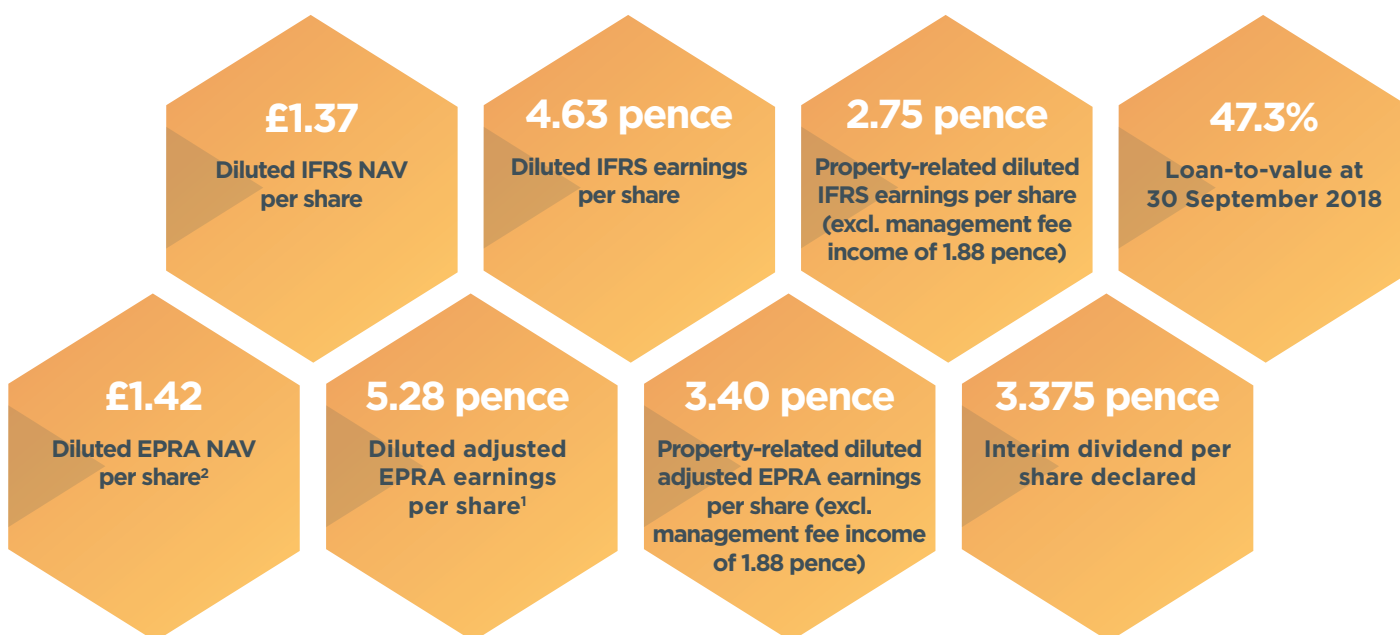 £1.37
Diluted IFRS NAV
per share
4.63 pence
Diluted IFRS earnings
per share
2.75 pence
Property-related diluted
IFRS earnings per share
(excl. management fee
income of 1.88 pence)
47.3%
Loan-to-value at
30 September 2018
£1.42
Diluted EPRA NAV
per share²
5.28 pence
Diluted adjusted
EPRA earnings
per share¹
3.40 pence
Property-related diluted
adjusted EPRA earnings
per share (excl.
management fee income
of 1.88 pence)
3.375 pence
Interim dividend per
share declared